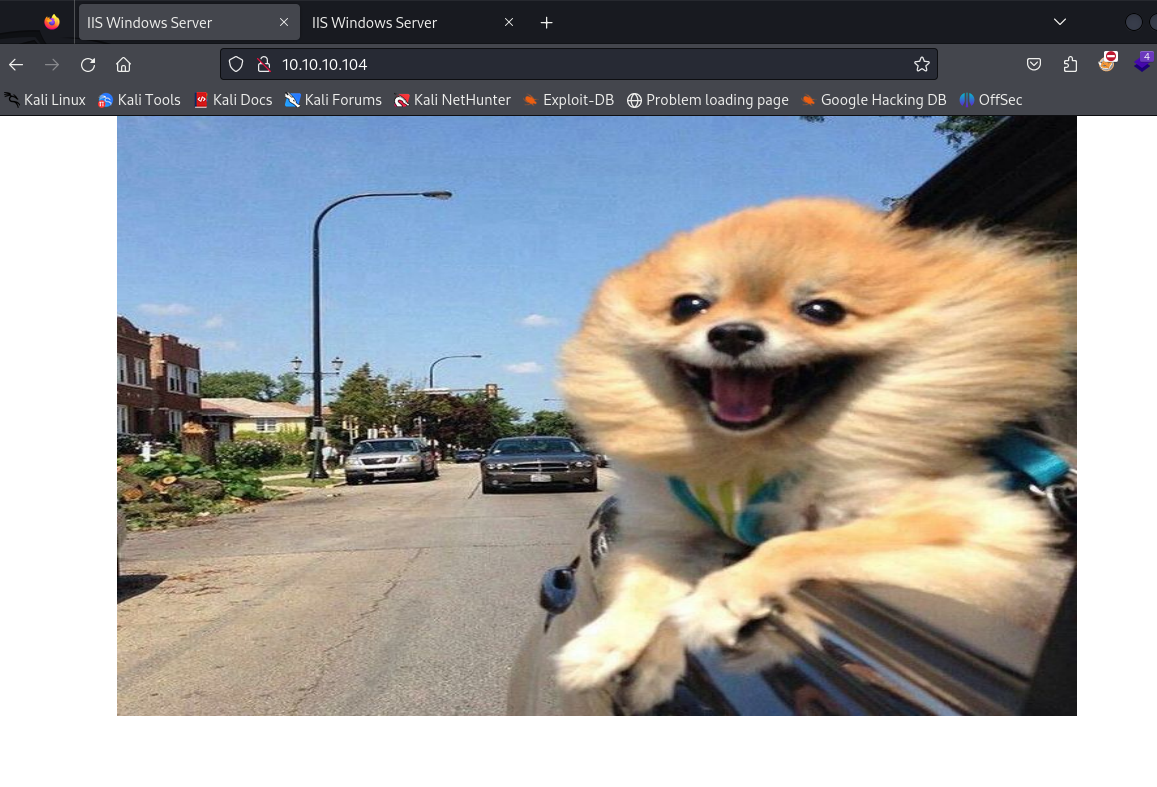 IIS Windows Server IIS Windows Server
10.10.10.104
Kali Linux Kali Tools Kali Docs Kali Forums Kali NetHunter Exploit-DB Problem loading page Google Hacking DB OffSec
4